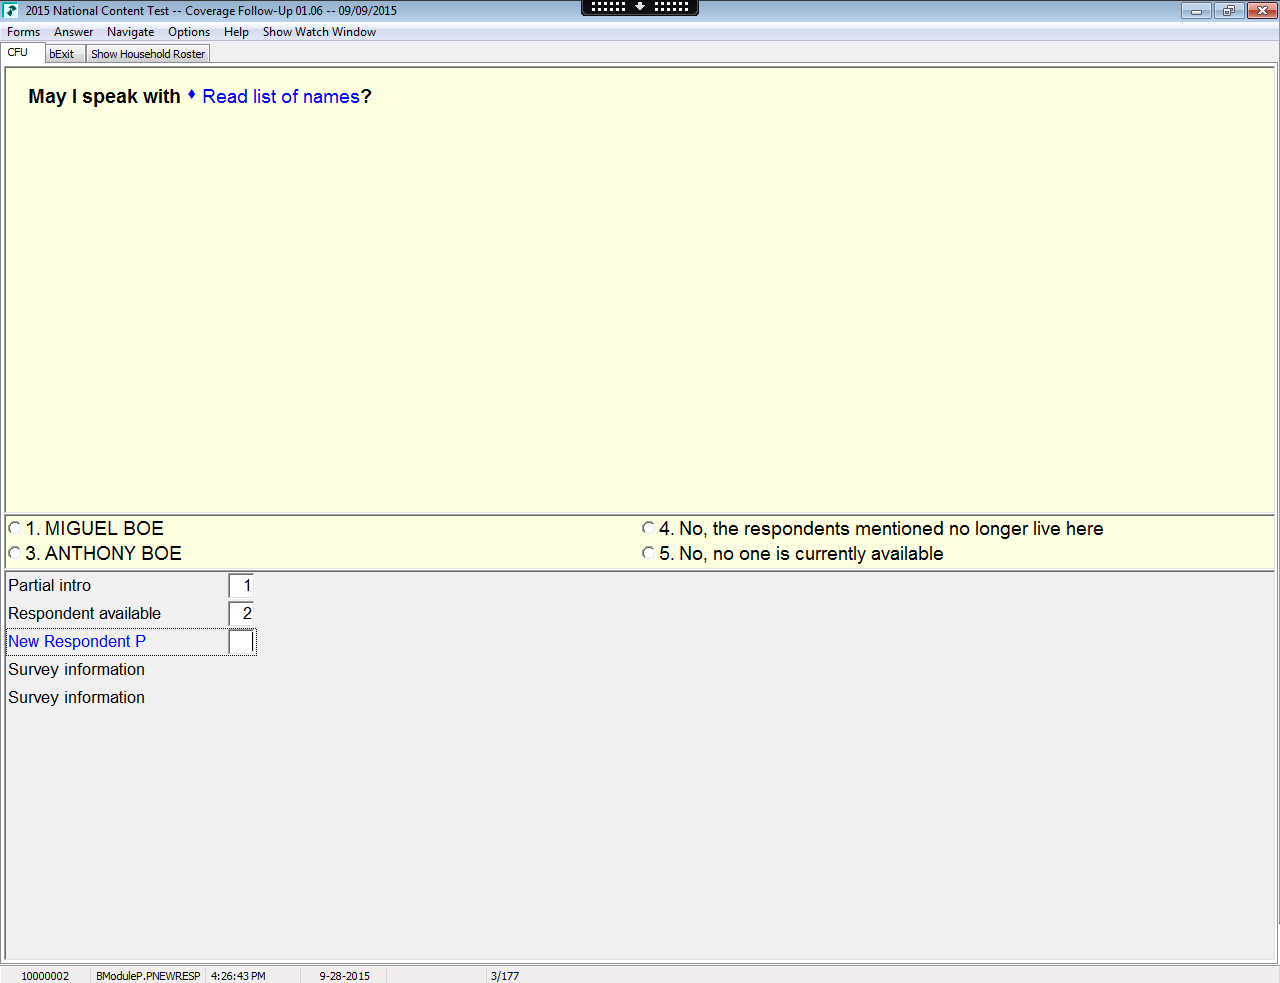 2015 National Content Test -- Coverage Follow-Up 01.06 -- 09/09/2015
Forms Answer Navigate Options Help Show Watch Window
CFU bExit Show Household Roster
May I speak with ♦ Read list of names?
1. MIGUEL BOE
3. ANTHONY BOE
4. No, the respondents mentioned no longer live here
5. No, no one is currently available
Partial intro 1
Respondent available 2
New Respondent P
Survey information
Survey information
10000002 BModuleP.PNEWRESP 4:26:43 PM 9-28-2015 3/177